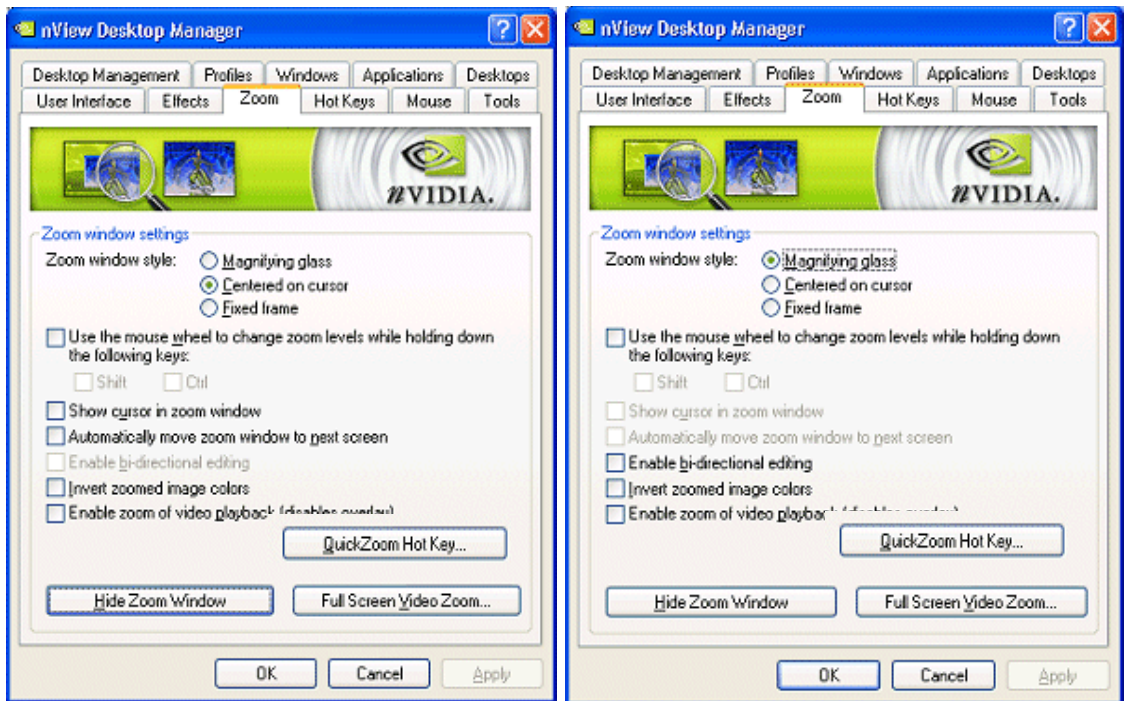 nView Desktop Manager
Desktop Management Profiles Windows Applications Desktops
User Interface Effects Zoom Hot Keys Mouse Tools
nVIDIA.
Zoom window settings
Zoom window style: Magnifying glass
Centered on cursor
Fixed frame
Use the mouse wheel to change zoom levels while holding down
the following keys:
Shift Ctrl
Show cursor in zoom window
Automatically move zoom window to next screen
Enable bi-directional editing
Invert zoomed image colors
Enable zoom of video playback (disables overlay)
QuickZoom Hot Key...
Hide Zoom Window Full Screen Video Zoom...
OK Cancel Apply
nView Desktop Manager
Desktop Management Profiles Windows Applications Desktops
User Interface Effects Zoom Hot Keys Mouse Tools
nVIDIA.
Zoom window settings
Zoom window style: Magnifying glass
Centered on cursor
Fixed frame
Use the mouse wheel to change zoom levels while holding down
the following keys:
Shift Ctrl
Show cursor in zoom window
Automatically move zoom window to next screen
Enable bi-directional editing
Invert zoomed image colors
Enable zoom of video playback (disables overlay)
QuickZoom Hot Key...
Hide Zoom Window Full Screen Video Zoom...
OK Cancel Apply